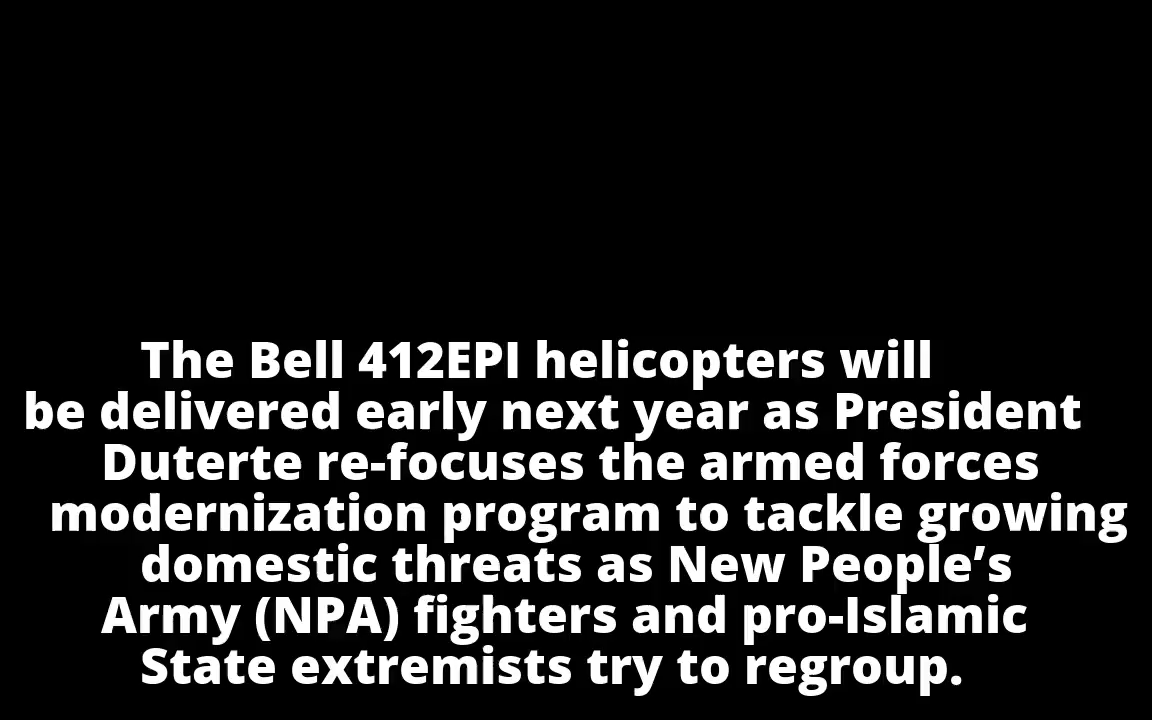 The Bell 412EPI helicopters will
be delivered early next year as President
Duterte re-focuses the armed forces
modernization program to tackle growing
domestic threats as New People’s
Army (NPA) fighters and pro-Islamic
State extremists try to regroup.